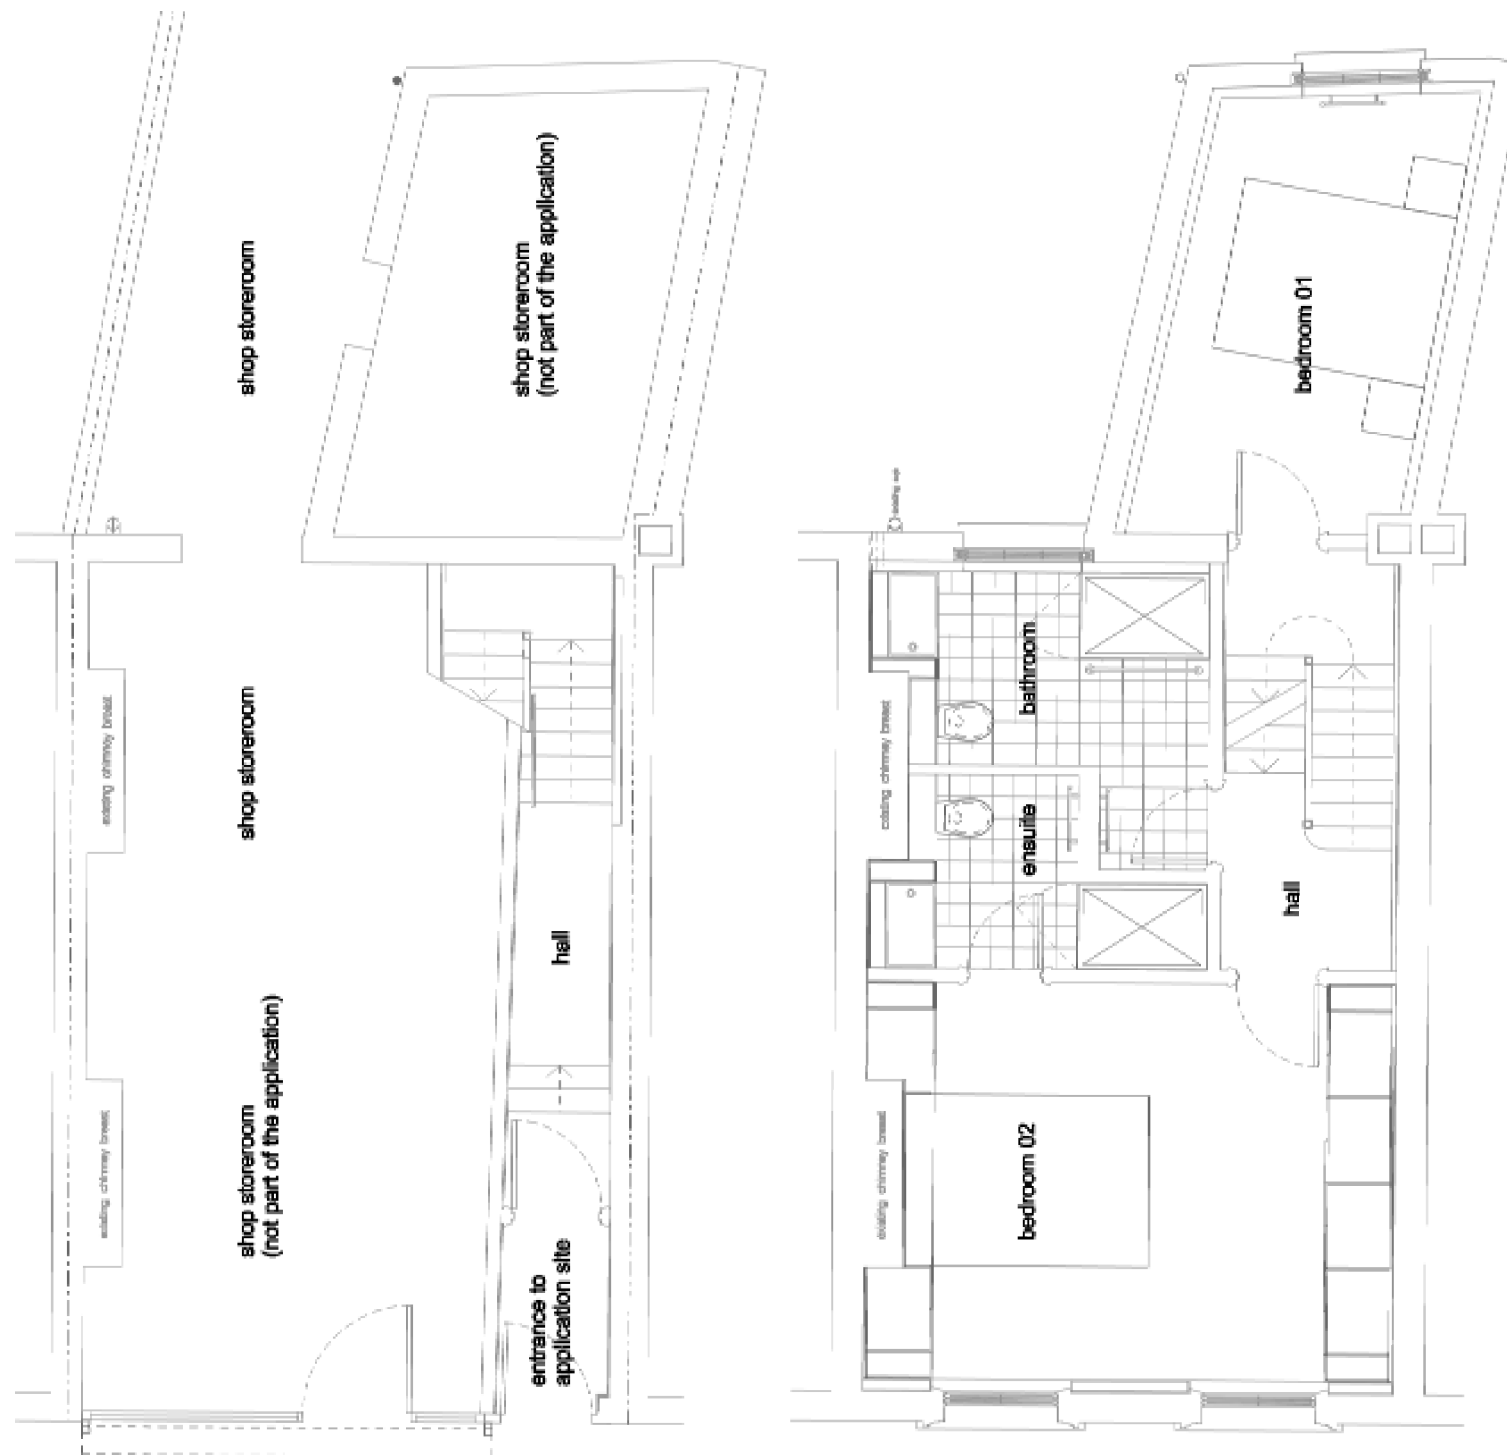 shop storeroom
shop storeroom
(not part of the application)
shop storeroom
existing chimney breast
hall
shop storeroom
(not part of the application)
existing chimney breast
entrance to
application site
bedroom 01
bathroom
existing chimney breast
ensuite
hall
bedroom 02
existing chimney breast